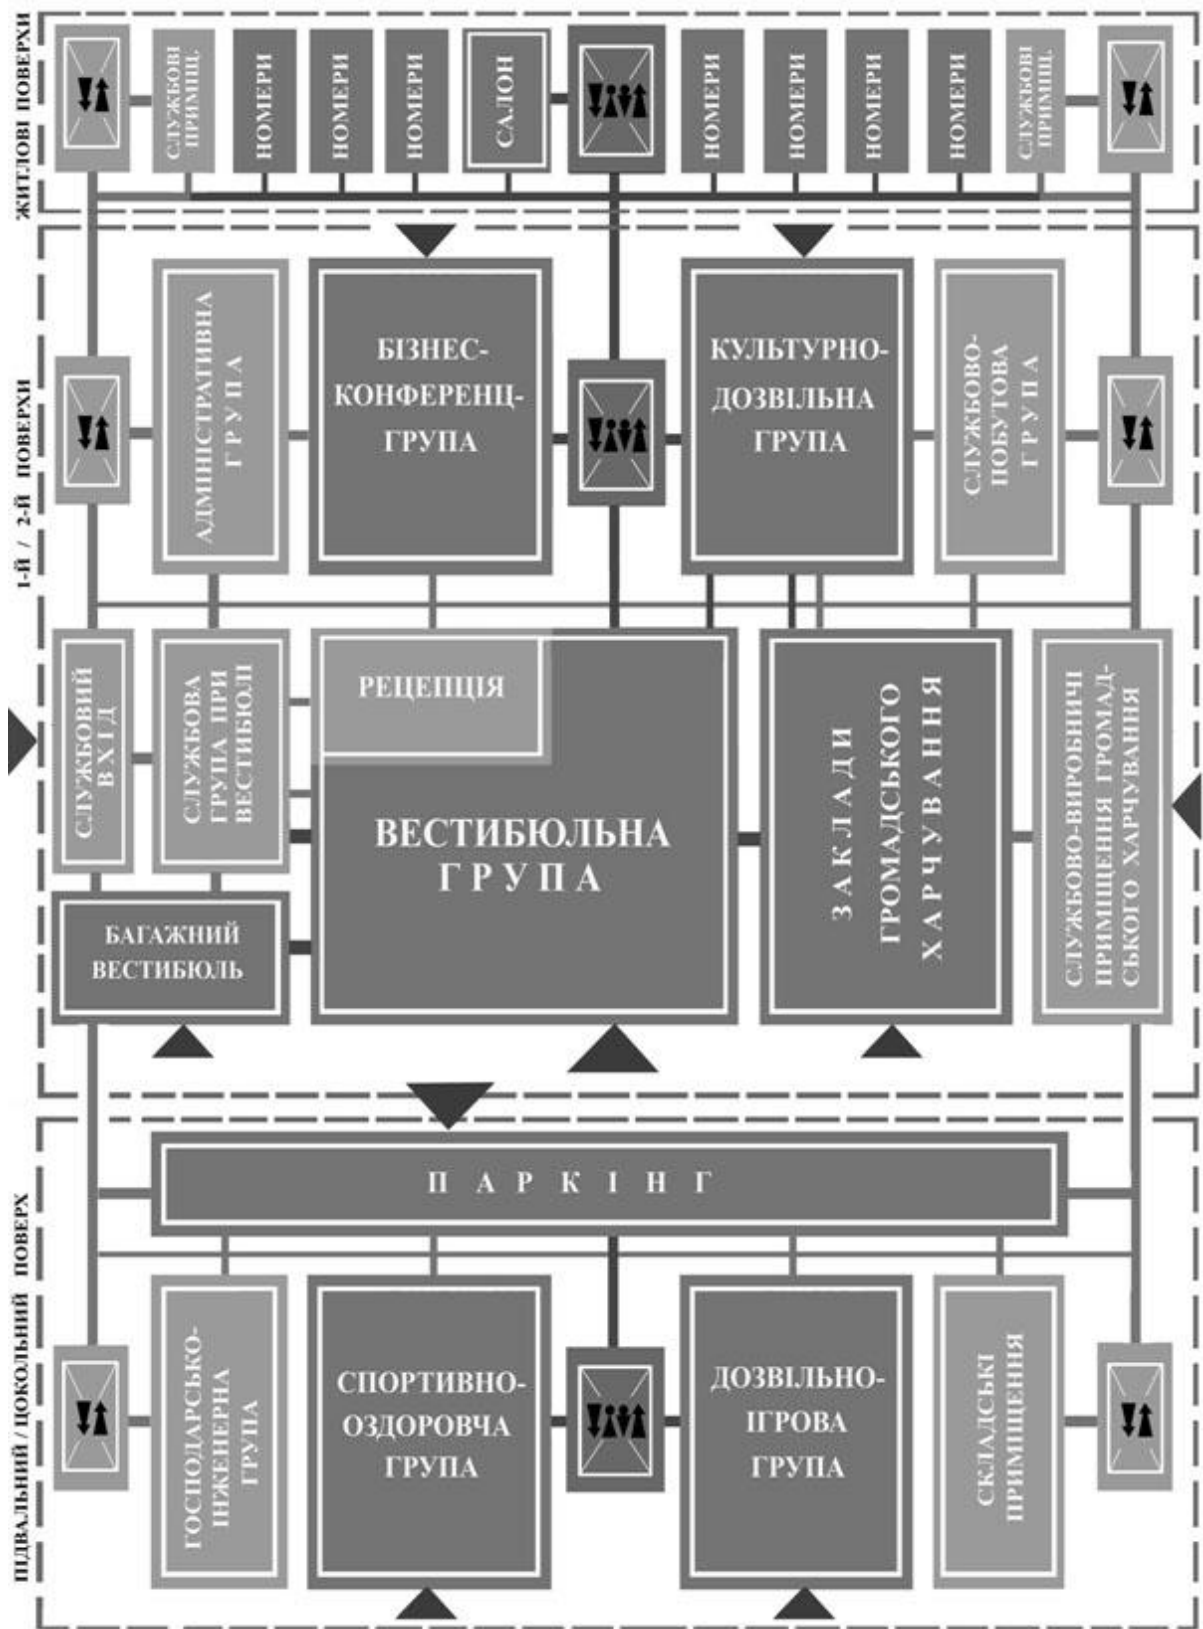 ЖИТЛОВІ ПОВЕРХИ
СЛУЖБОВІ
ПРИМІЩ.
НОМЕРИ
НОМЕРИ
НОМЕРИ
САЛОН
НОМЕРИ
НОМЕРИ
НОМЕРИ
НОМЕРИ
СЛУЖБОВІ
ПРИМІЩ.
1-Й / 2-Й ПОВЕРХИ
АДМІНІСТРАТИВНА
ГРУПА
БІЗНЕС-
КОНФЕРЕНЦ-
ГРУПА
КУЛЬТУРНО-
ДОЗВІЛЬНА
ГРУПА
СЛУЖБОВО-
ПОБУТОВА
ГРУПА
СЛУЖБОВИЙ
ВХІД
СЛУЖБОВА
ГРУПА ПРИ
ВЕСТИБЮЛІ
РЕЦЕПЦІЯ
ВЕСТИБЮЛЬНА
ГРУПА
ЗАКЛАДИ
ГРОМАДСЬКОГО
ХАРЧУВАННЯ
СЛУЖБОВО-ВИРОБНИЧІ
ПРИМІЩЕННЯ ГРОМАД-
СЬКОГО ХАРЧУВАННЯ
БАГАЖНИЙ
ВЕСТИБЮЛЬ
ПІДВАЛЬНИЙ / ЦОКОЛЬНИЙ ПОВЕРХ
ПАРКІНГ
ГОСПОДАРСЬКО-
ІНЖЕНЕРНА
ГРУПА
СПОРТИВНО-
ОЗДОРОВЧА
ГРУПА
ДОЗВІЛЬНО-
ІГРОВА
ГРУПА
СКЛАДСЬКІ
ПРИМІЩЕННЯ